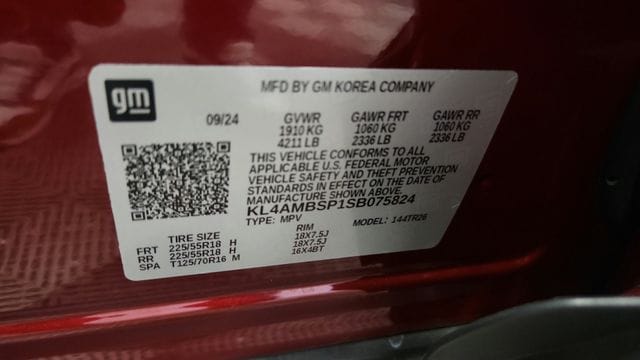 gm
MFD BY GM KOREA COMPANY
09/24 GVWR GAWR FRT GAWR RR
1910 KG 1060 KG 1060 KG
4211 LB 2336 LB 2336 LB
THIS VEHICLE CONFORMS TO ALL
APPLICABLE U.S. FEDERAL MOTOR
VEHICLE SAFETY AND THEFT PREVENTION
STANDARDS IN EFFECT ON THE DATE OF
MANUFACTURE SHOWN ABOVE.
KL4AMBSP1SB075824
TYPE: MPV MODEL: 144TR26
TIRE SIZE RIM
FRT 225/55R18 H 18X7.5J
RR 225/55R18 H 18X7.5J
SPA T125/70R16 M 16X4BT